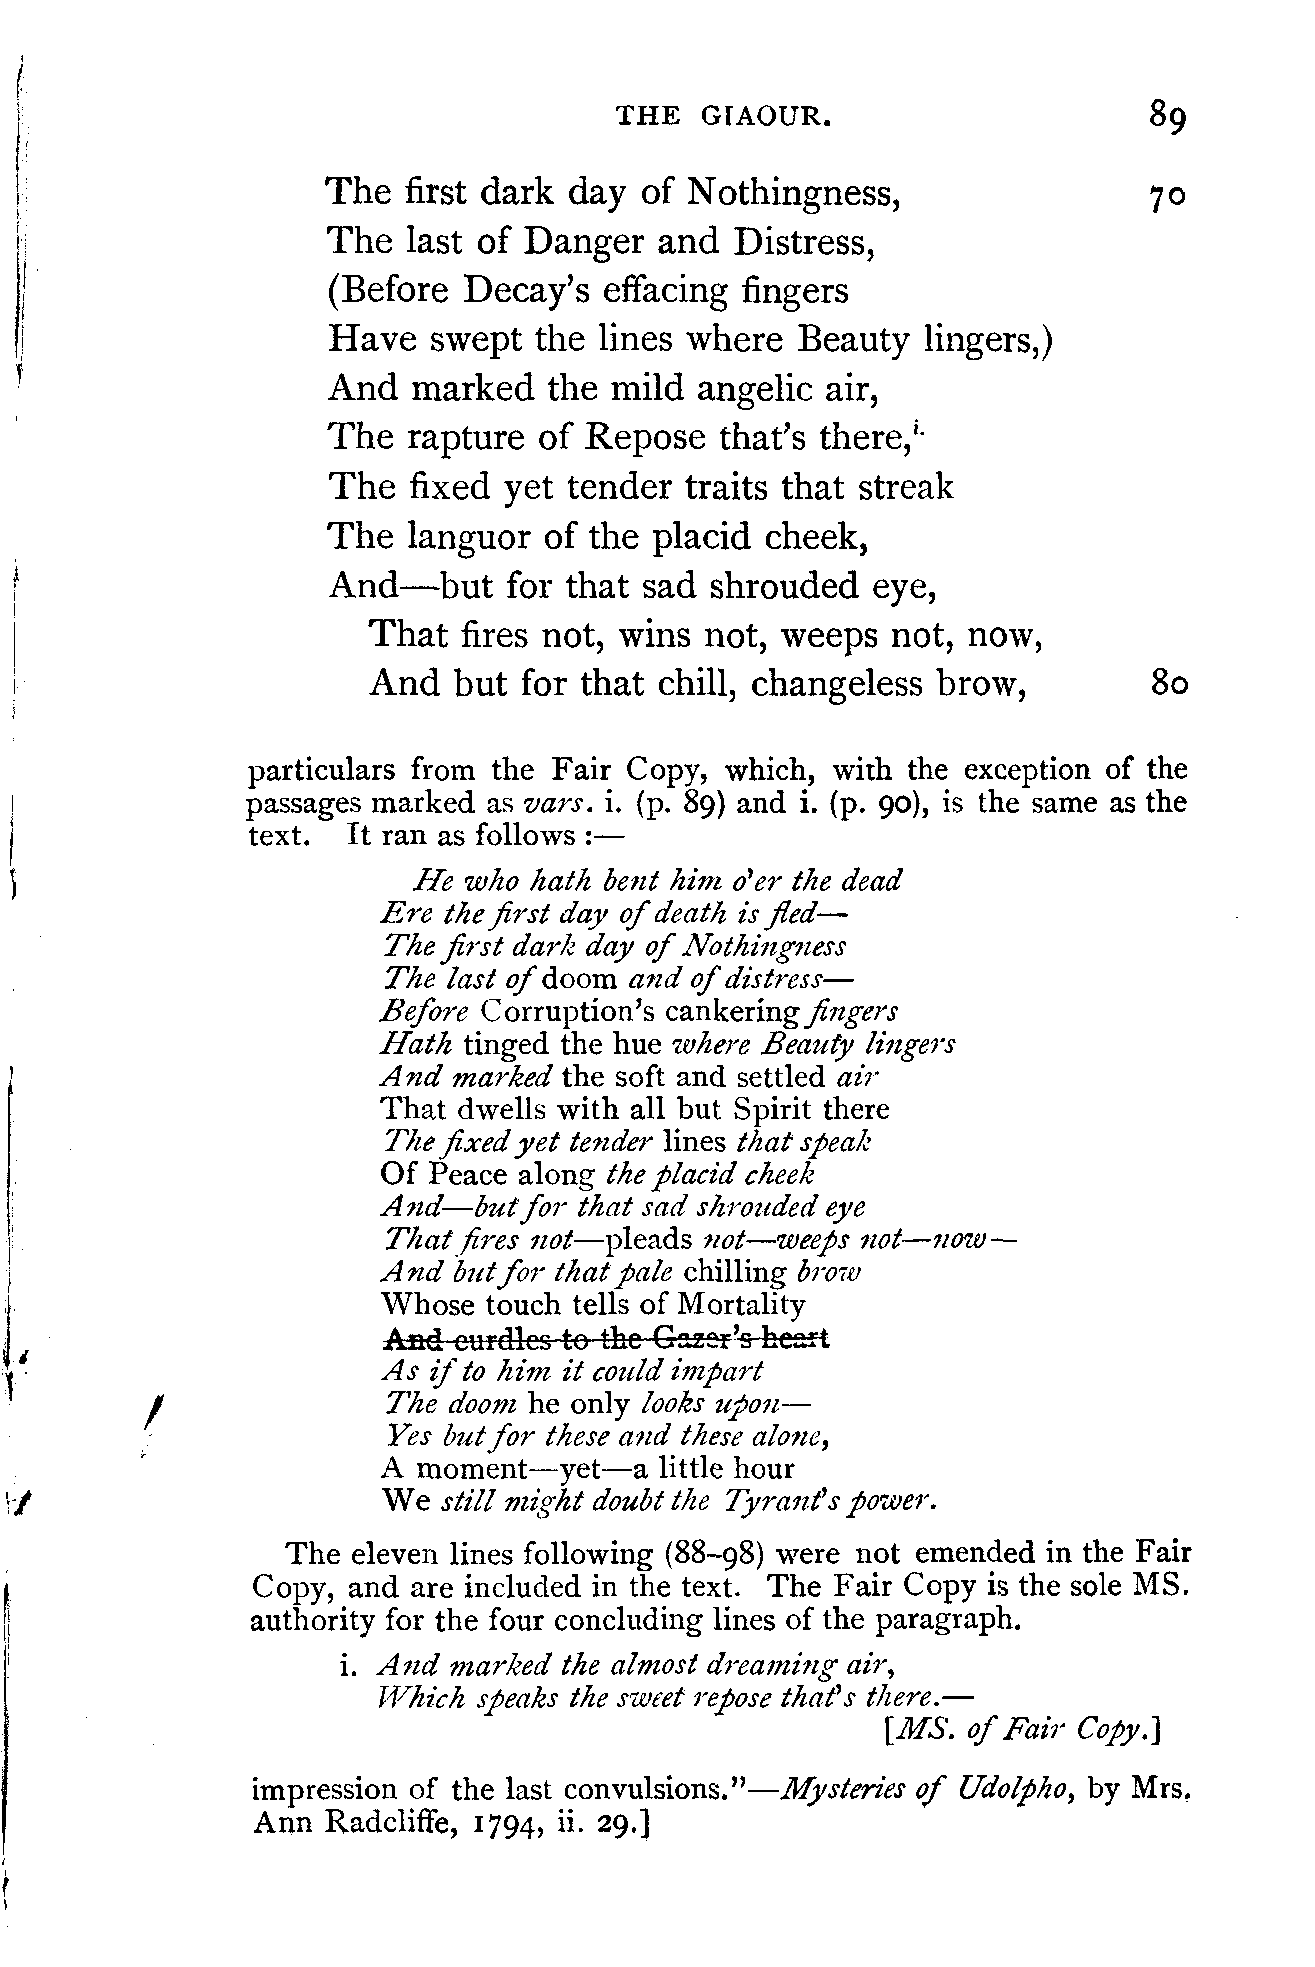 THE GIAOUR. 89
The first dark day of Nothingness, 70
The last of Danger and Distress,
(Before Decay's effacing fingers
Have swept the lines where Beauty lingers,)
And marked the mild angelic air,
The rapture of Repose that's there,i.
The fixed yet tender traits that streak
The languor of the placid cheek,
And—but for that sad shrouded eye,
That fires not, wins not, weeps not, now,
And but for that chill, changeless brow, 80
particulars from the Fair Copy, which, with the exception of the
passages marked as vars. i. (p. 89) and i. (p. 90), is the same as the
text. It ran as follows :—
He who hath bent him o'er the dead
Ere the first day of death is fled—
The first dark day of Nothingness
The last of doom and of distress—
Before Corruption's cankering fingers
Hath tinged the hue where Beauty lingers
And marked the soft and settled air
That dwells with all but Spirit there
The fixed yet tender lines that speak
Of Peace along the placid cheek
And—but for that sad shrouded eye
That fires not—pleads not—weeps not—now—
And but for that pale chilling brow
Whose touch tells of Mortality
And curdles to the Gazer's heart
As if to him it could impart
The doom he only looks upon—
Yes but for these and these alone,
A moment—yet—a little hour
We still might doubt the Tyrant's power.
The eleven lines following (88–98) were not emended in the Fair
Copy, and are included in the text. The Fair Copy is the sole MS.
authority for the four concluding lines of the paragraph.
i. And marked the almost dreaming air,
Which speaks the sweet repose that's there.—
[MS. of Fair Copy.]
impression of the last convulsions."—Mysteries of Udolpho, by Mrs.
Ann Radcliffe, 1794, ii. 29.]